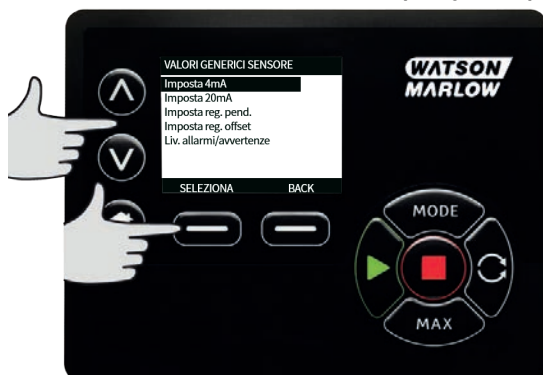 VALORI GENERICI SENSORE
Imposta 4mA
Imposta 20mA
Imposta reg. pend.
Imposta reg. offset
Liv. allarmi/avvertenze
SELEZIONA BACK
WATSON
MARLOW
MODE
MAX